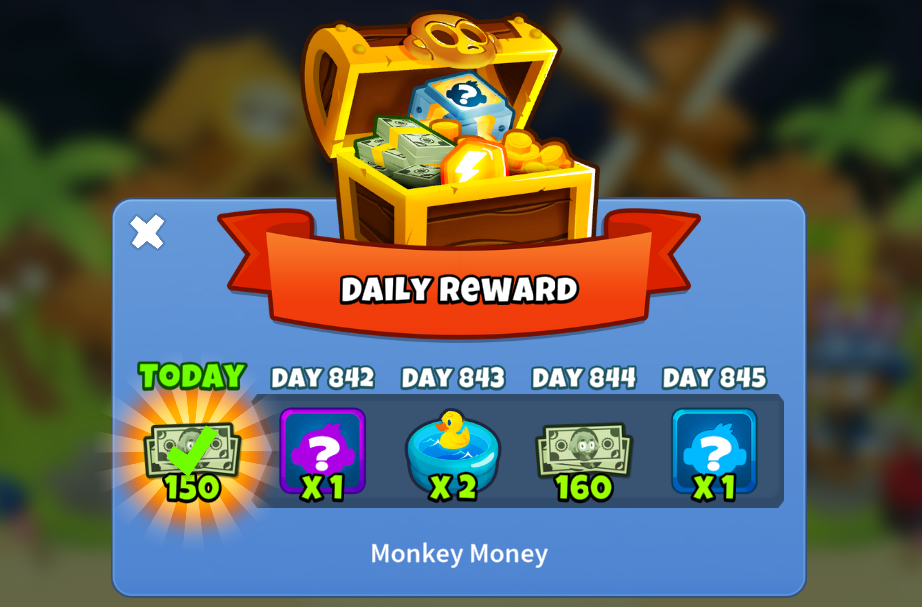 DAILY REWARD
TODAY
DAY 842
DAY 843
DAY 844
DAY 845
150
?
X 1
X 2
160
?
X 1
Monkey Money